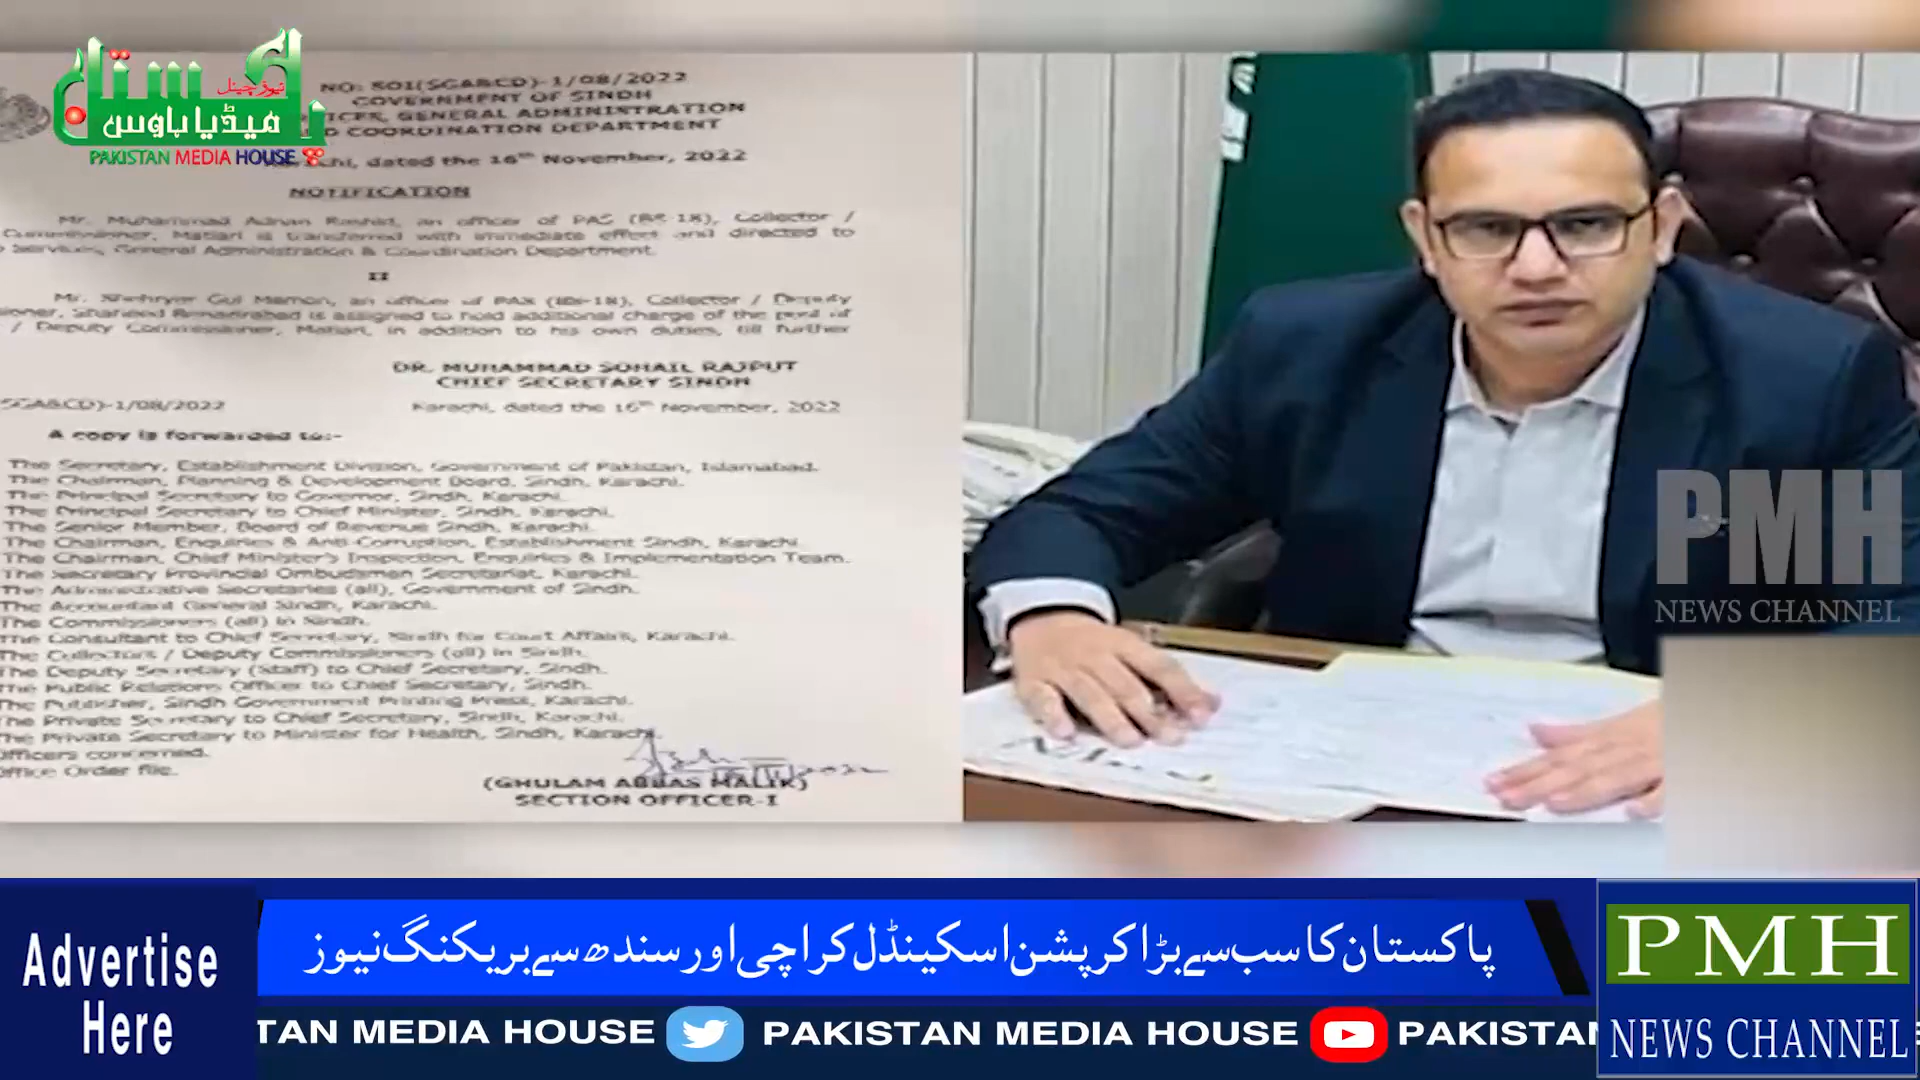 پاکستان
نیوز چینل
میڈیا ہاوس
PAKISTAN MEDIA HOUSE
NO: SO1(SGA&CD)-1/08/2022
GOVERNMENT OF SINDH
GENERAL ADMINISTRATION
COORDINATION DEPARTMENT
dated the 16th November, 2022
NOTIFICATION
Mr. Muhammad Adnan Rashid, an officer of PAS (BS-18), Collector /
Commissioner, Matiari is transferred with immediate effect and directed to
Services, General Administration & Coordination Department.
II
Mr. Shehryar Gul Memon, an officer of PAS (BS-18), Collector / Deputy
Shaheed Benazirabad is assigned to hold additional charge of the post of
/ Deputy Commissioner, Matiari, in addition to his own duties, till further
DR. MUHAMMAD SOHAIL RAJPUT
CHIEF SECRETARY SINDH
SGA&CD)-1/08/2022
Karachi, dated the 16th November, 2022
A copy is forwarded to:-
The Secretary, Establishment Division, Government of Pakistan, Islamabad.
The Chairman, Planning & Development Board, Sindh, Karachi.
The Principal Secretary to Governor, Sindh, Karachi.
The Principal Secretary to Chief Minister, Sindh, Karachi.
The Senior Member, Board of Revenue Sindh, Karachi.
The Chairman, Enquiries & Anti-Corruption, Establishment Sindh, Karachi.
The Chairman, Chief Minister's Inspection, Enquiries & Implementation Team.
The Secretary Provincial Ombudsman Secretariat, Karachi.
The Administrative Secretaries (all), Government of Sindh.
The Accountant General Sindh, Karachi.
The Commissioners (all) in Sindh.
The Consultant to Chief Secretary, Sindh for Court Affairs, Karachi.
The Collectors / Deputy Commissioners (all) in Sindh.
The Deputy Secretary (Staff) to Chief Secretary, Sindh.
The Public Relations Officer to Chief Secretary, Sindh.
The Publisher, Sindh Government Printing Press, Karachi.
The Private Secretary to Chief Secretary, Sindh, Karachi.
The Private Secretary to Minister for Health, Sindh, Karachi.
Officers concerned.
Office Order file.
(GHULAM ABBAS MALIK)
SECTION OFFICER-I
PMH
NEWS CHANNEL
Advertise
Here
پاکستان کا سب سے بڑا کرپشن اسکینڈل کراچی اور سندھ سے بریکنگ نیوز
TAN MEDIA HOUSE PAKISTAN MEDIA HOUSE PAKISTAN
PMH
NEWS CHANNEL